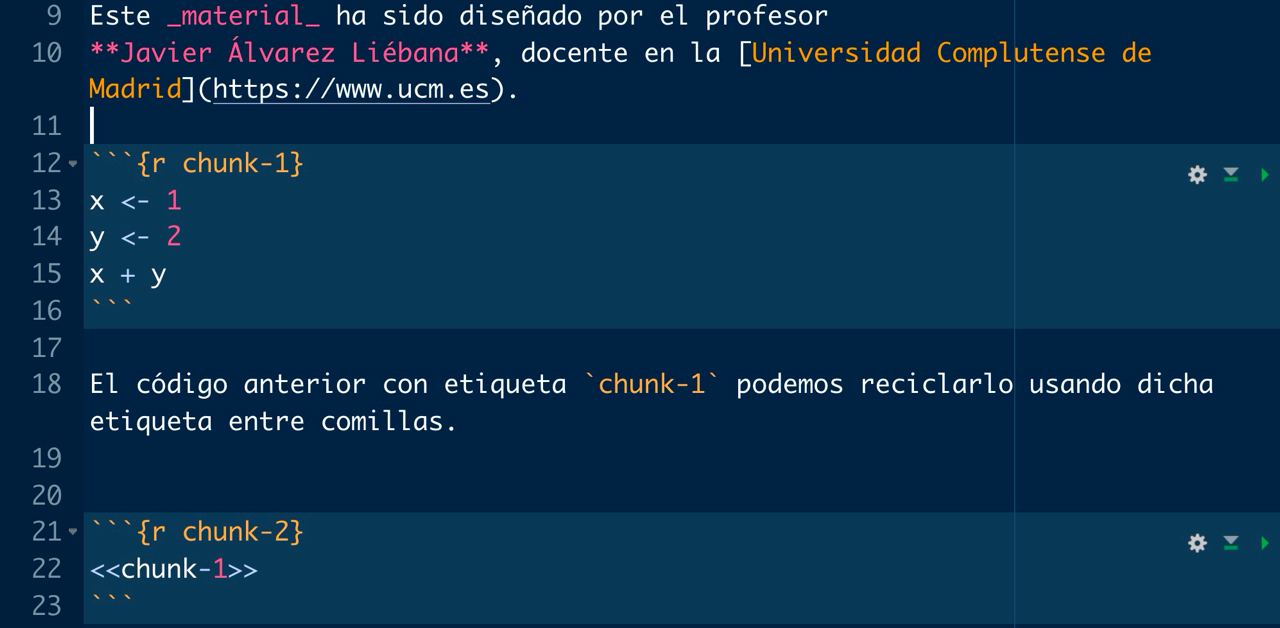 9 Este _material_ ha sido diseñado por el profesor
10 **Javier Álvarez Liébana**, docente en la [Universidad Complutense de
Madrid](https://www.ucm.es).
11
12 ```{r chunk-1}
13 x <- 1
14 y <- 2
15 x + y
16 ```
17
18 El código anterior con etiqueta `chunk-1` podemos reciclarlo usando dicha
etiqueta entre comillas.
19
20
21 ```{r chunk-2}
22 <<chunk-1>>
23 ```